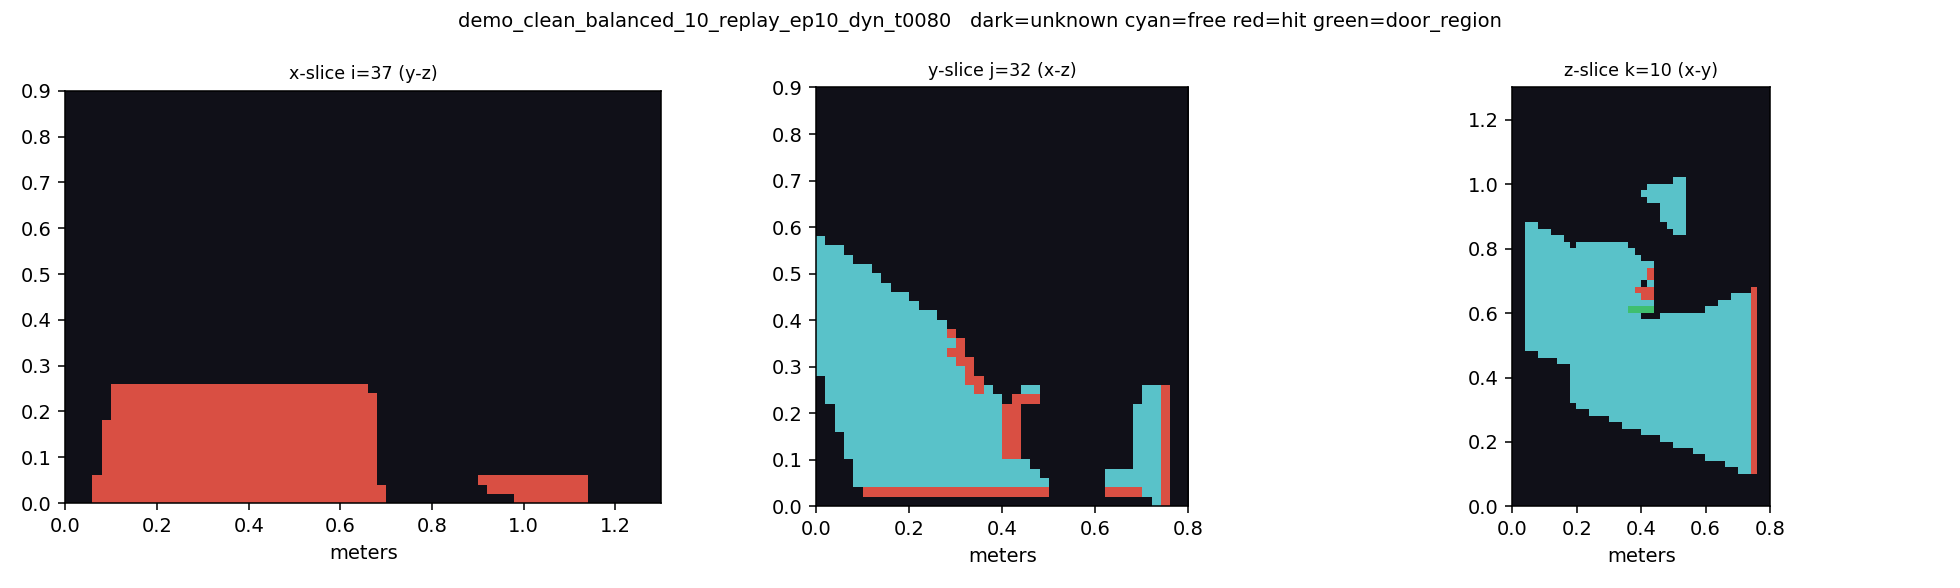 demo_clean_balanced_10_replay_ep10_dyn_t0080   dark=unknown cyan=free red=hit green=door_region
x-slice i=37 (y-z)
0.9
0.8
0.7
0.6
0.5
0.4
0.3
0.2
0.1
0.0
0.0 0.2 0.4 0.6 0.8 1.0 1.2
meters
y-slice j=32 (x-z)
0.9
0.8
0.7
0.6
0.5
0.4
0.3
0.2
0.1
0.0
0.0 0.2 0.4 0.6 0.8
meters
z-slice k=10 (x-y)
1.2
1.0
0.8
0.6
0.4
0.2
0.0
0.0 0.2 0.4 0.6 0.8
meters